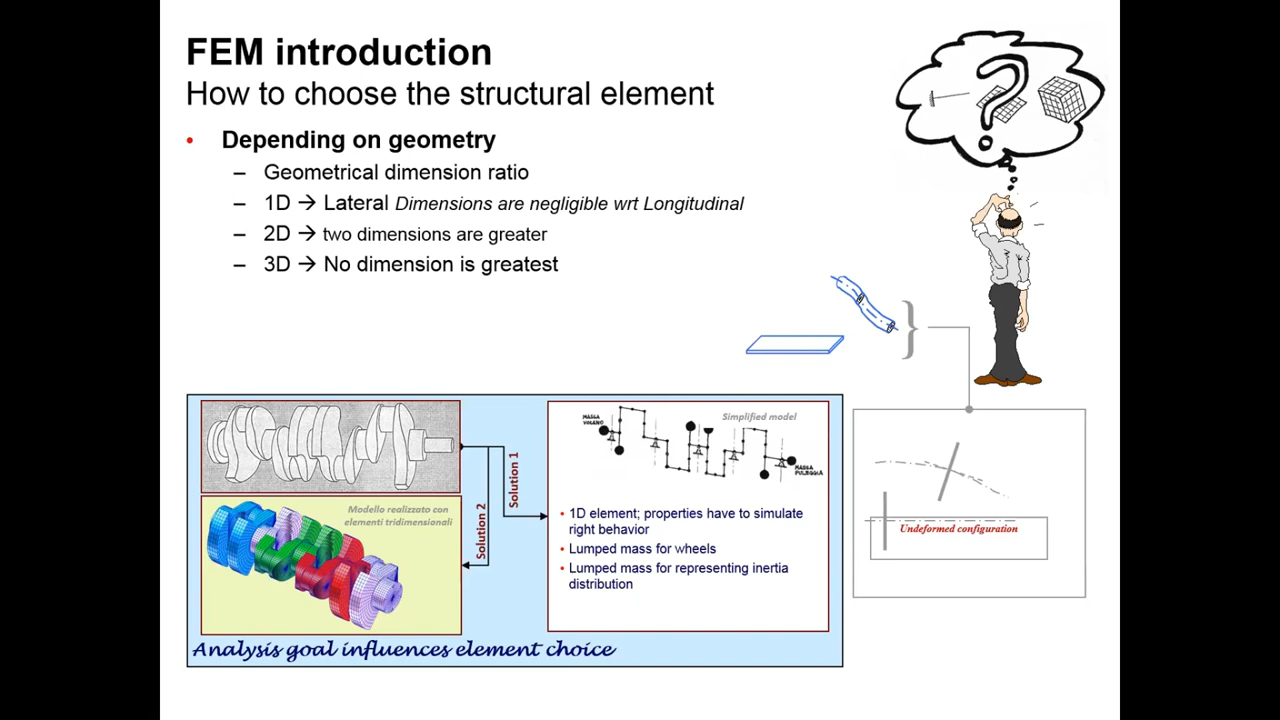 FEM introduction
How to choose the structural element
• Depending on geometry
– Geometrical dimension ratio
– 1D → Lateral Dimensions are negligible wrt Longitudinal
– 2D → two dimensions are greater
– 3D → No dimension is greatest
?
Simplified model
MASSA
VOLANO
MASSA
PULEGGIA
Solution 1
Solution 2
Modello realizzato con
elementi tridimensionali
• 1D element; properties have to simulate
right behavior
• Lumped mass for wheels
• Lumped mass for representing inertia
distribution
Undeformed configuration
Analysis goal influences element choice